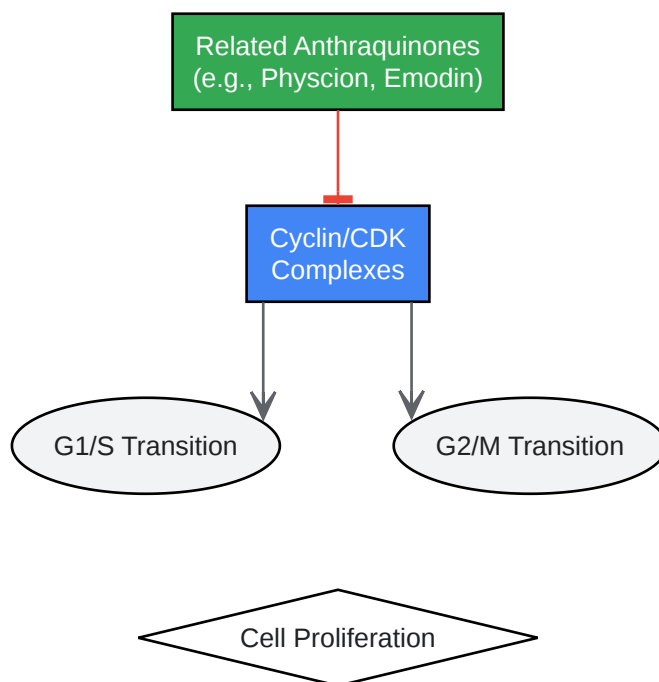 Related Anthraquinones
(e.g., Physcion, Emodin)
Cyclin/CDK
Complexes
G1/S Transition
G2/M Transition
Cell Proliferation